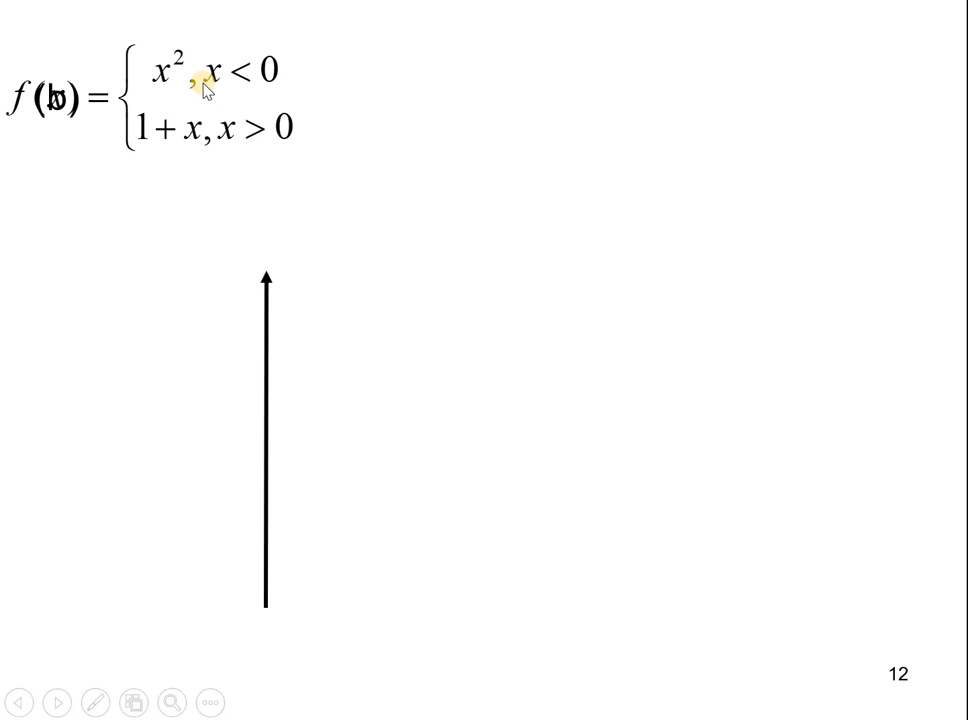 f(x) = { x², x < 0
1 + x, x > 0
12